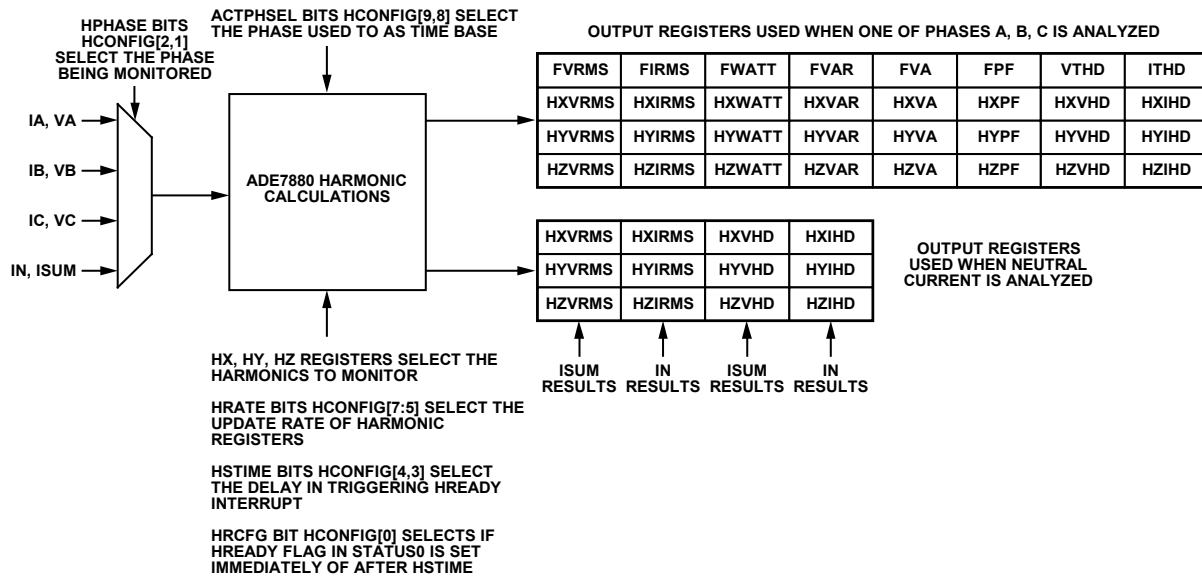 HPHASE BITS
HCONFIG[2,1]
SELECT THE PHASE
BEING MONITORED
ACTPHSEL BITS HCONFIG[9,8] SELECT
THE PHASE USED TO AS TIME BASE
IA, VA
IB, VB
IC, VC
IN, ISUM
ADE7880 HARMONIC
CALCULATIONS
OUTPUT REGISTERS USED WHEN ONE OF PHASES A, B, C IS ANALYZED
FVRMS FIRMS FWATT FVAR FVA FPF VTHD ITHD
HXVRMS HXIRMS HXWATT HXVAR HXVA HXPF HXVHD HXIHD
HYVRMS HYIRMS HYWATT HYVAR HYVA HYPF HYVHD HYIHD
HZVRMS HZIRMS HZWATT HZVAR HZVA HZPF HZVHD HZIHD
HXVRMS HXIRMS HXVHD HXIHD
HYVRMS HYIRMS HYVHD HYIHD
HZVRMS HZIRMS HZVHD HZIHD
OUTPUT REGISTERS
USED WHEN NEUTRAL
CURRENT IS ANALYZED
ISUM
RESULTS
IN
RESULTS
ISUM
RESULTS
IN
RESULTS
HX, HY, HZ REGISTERS SELECT THE
HARMONICS TO MONITOR
HRATE BITS HCONFIG[7:5] SELECT THE
UPDATE RATE OF HARMONIC
REGISTERS
HSTIME BITS HCONFIG[4,3] SELECT
THE DELAY IN TRIGGERING HREADY
INTERRUPT
HRCFG BIT HCONFIG[0] SELECTS IF
HREADY FLAG IN STATUS0 IS SET
IMMEDIATELY OF AFTER HSTIME